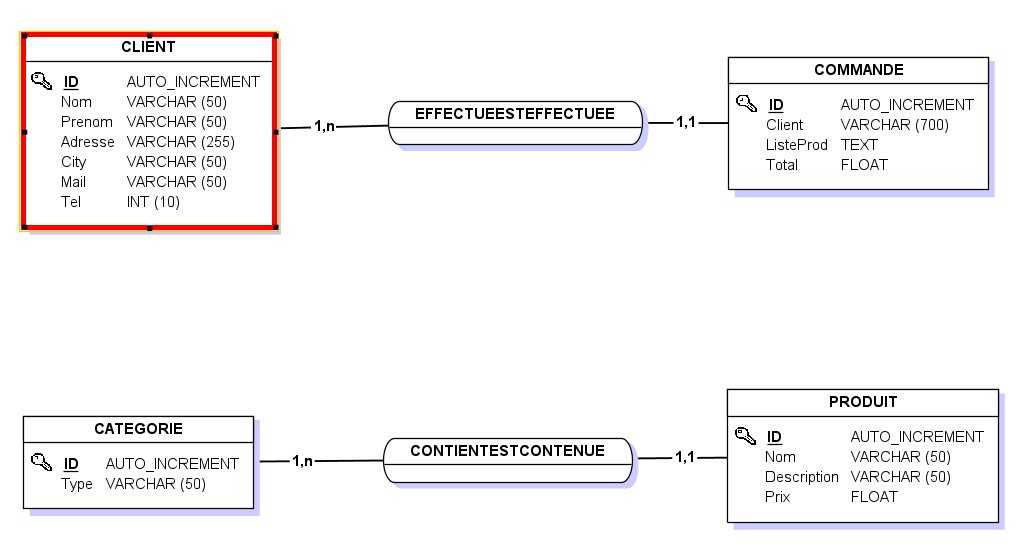 CLIENT
ID AUTO_INCREMENT
Nom VARCHAR (50)
Prenom VARCHAR (50)
Adresse VARCHAR (255)
City VARCHAR (50)
Mail VARCHAR (50)
Tel INT (10)
1,n
EFFECTUEESTEFFECTUEE
1,1
COMMANDE
ID AUTO_INCREMENT
Client VARCHAR (700)
ListeProd TEXT
Total FLOAT
CATEGORIE
ID AUTO_INCREMENT
Type VARCHAR (50)
1,n
CONTIENTESTCONTENUE
1,1
PRODUIT
ID AUTO_INCREMENT
Nom VARCHAR (50)
Description VARCHAR (50)
Prix FLOAT